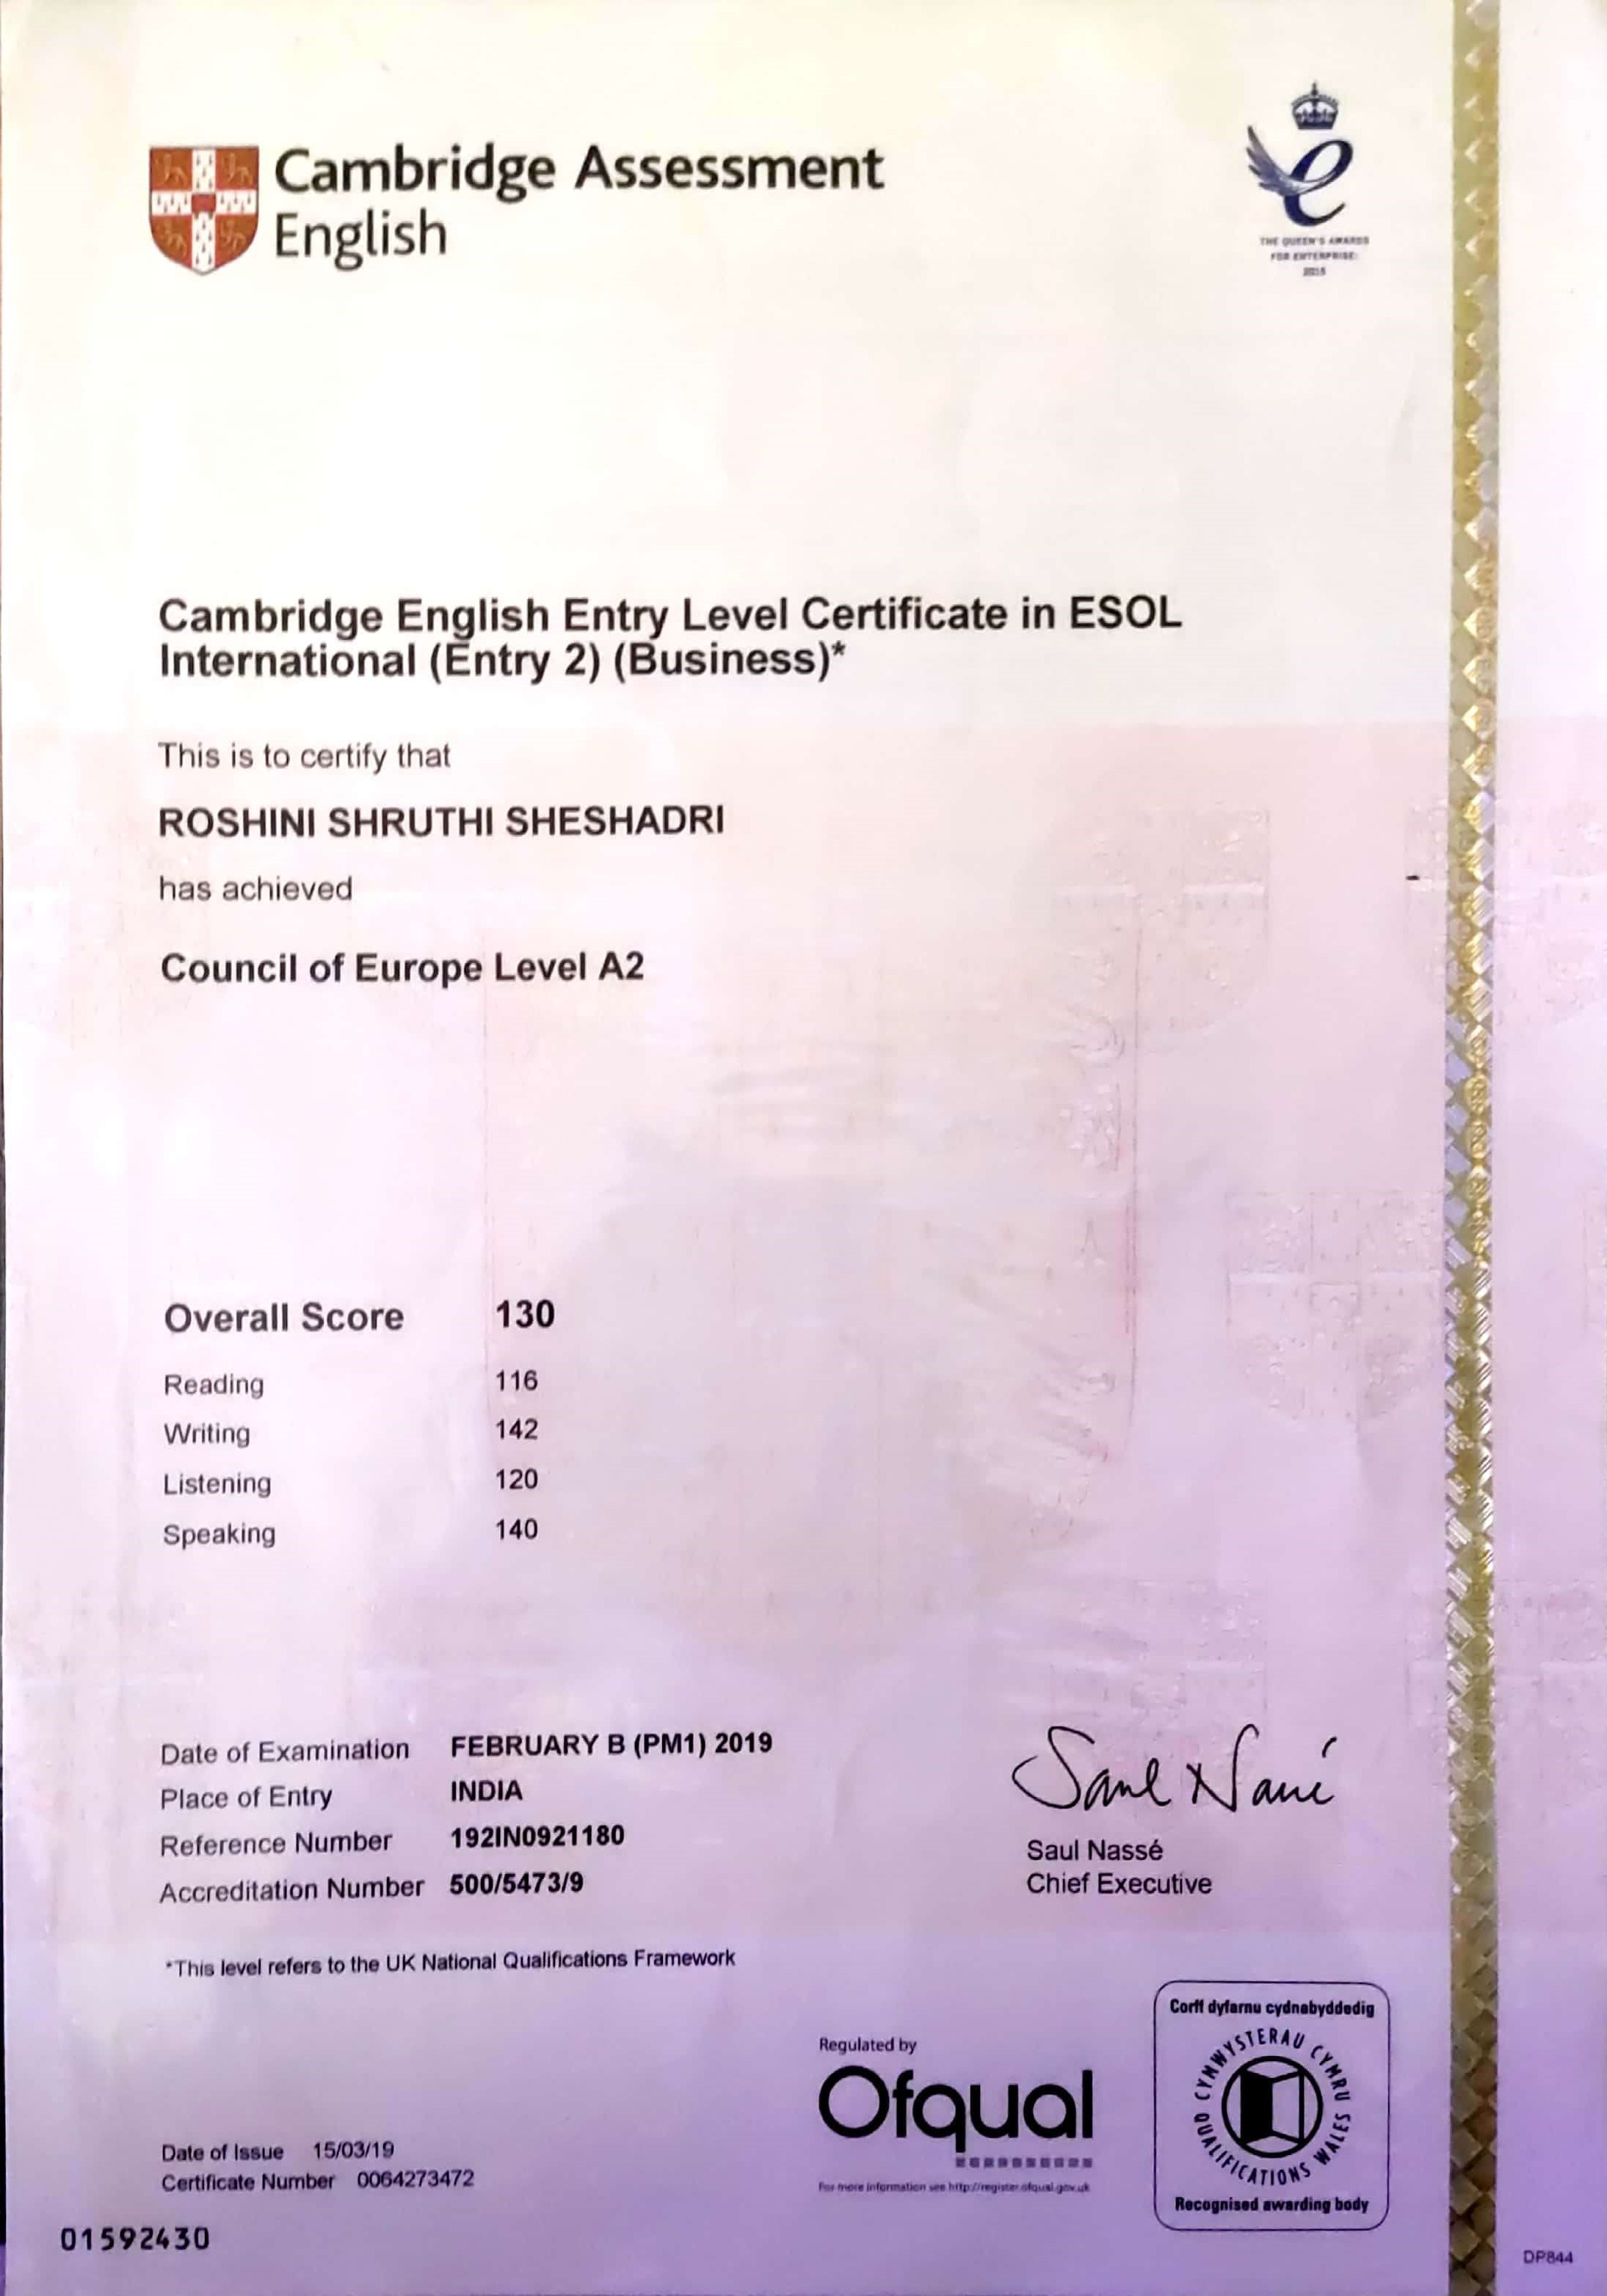 Cambridge Assessment
English
THE QUEEN'S AWARDS
FOR ENTERPRISE:
Cambridge English Entry Level Certificate in ESOL
International (Entry 2) (Business)*
This is to certify that
ROSHINI SHRUTHI SHESHADRI
has achieved
Council of Europe Level A2
Overall Score 130
Reading 116
Writing 142
Listening 120
Speaking 140
Date of Examination FEBRUARY B (PM1) 2019
Place of Entry INDIA
Reference Number 192IN0921180
Accreditation Number 500/5473/9
Saul Nassé
Saul Nassé
Chief Executive
*This level refers to the UK National Qualifications Framework
Regulated by
Ofqual
For more information see http://register.ofqual.gov.uk
Corff dyfarnu cydnabyddedig
CYMWYSTERAU CYMRU
QUALIFICATIONS WALES
Recognised awarding body
Date of Issue 15/03/19
Certificate Number 0064273472
01592430
DP844